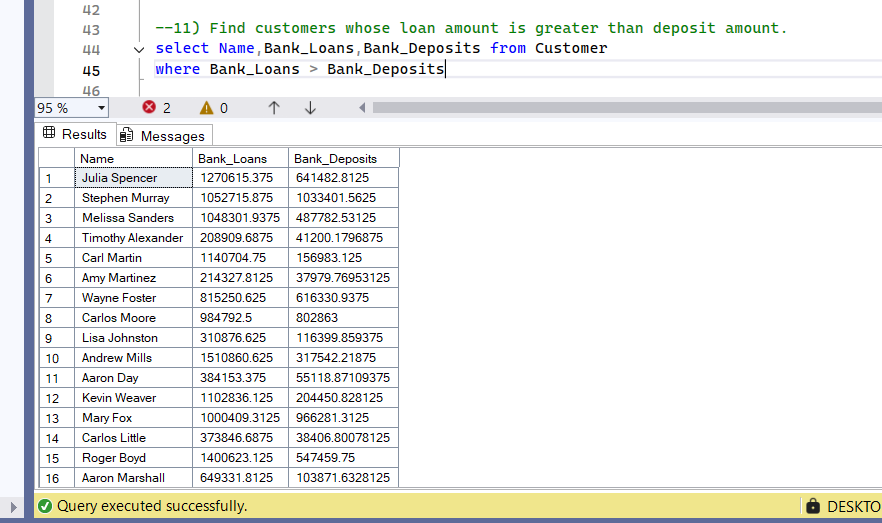 42
43 --11) Find customers whose loan amount is greater than deposit amount.
44 select Name,Bank_Loans,Bank_Deposits from Customer
45 where Bank_Loans > Bank_Deposits
46
95 % 2 0
Results Messages
Name Bank_Loans Bank_Deposits
1 Julia Spencer 1270615.375 641482.8125
2 Stephen Murray 1052715.875 1033401.5625
3 Melissa Sanders 1048301.9375 487782.53125
4 Timothy Alexander 208909.6875 41200.1796875
5 Carl Martin 1140704.75 156983.125
6 Amy Martinez 214327.8125 37979.76953125
7 Wayne Foster 815250.625 616330.9375
8 Carlos Moore 984792.5 802863
9 Lisa Johnston 310876.625 116399.859375
10 Andrew Mills 1510860.625 317542.21875
11 Aaron Day 384153.375 55118.87109375
12 Kevin Weaver 1102836.125 204450.828125
13 Mary Fox 1000409.3125 966281.3125
14 Carlos Little 373846.6875 38406.80078125
15 Roger Boyd 1400623.125 547459.75
16 Aaron Marshall 649331.8125 103871.6328125
Query executed successfully. DESKTO